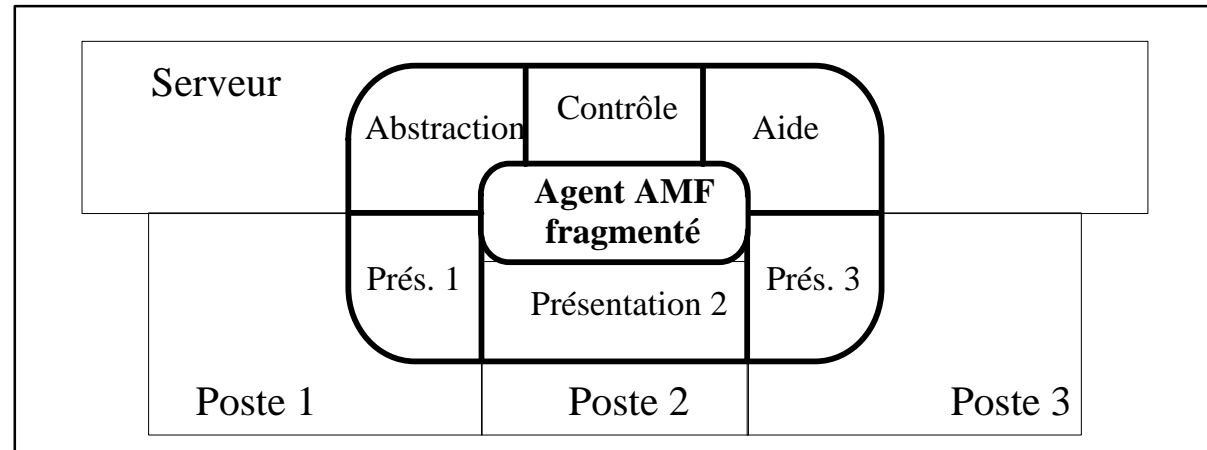 Serveur
Abstraction
Contrôle
Aide
Agent AMF
fragmenté
Prés. 1
Présentation 2
Prés. 3
Poste 1
Poste 2
Poste 3